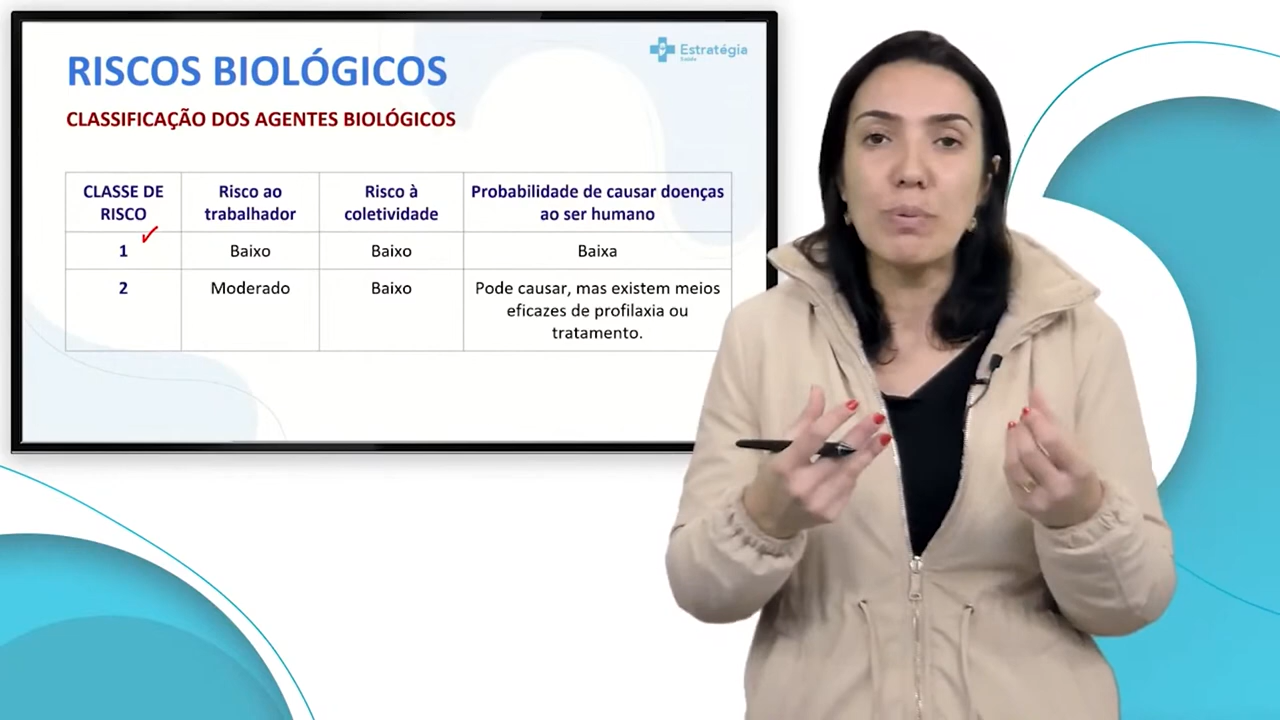 RISCOS BIOLÓGICOS
Estratégia
Saúde
CLASSIFICAÇÃO DOS AGENTES BIOLÓGICOS
CLASSE DE RISCO
Risco ao trabalhador
Risco à coletividade
Probabilidade de causar doenças ao ser humano
1
Baixo
Baixo
Baixa
2
Moderado
Baixo
Pode causar, mas existem meios
eficazes de profilaxia ou
tratamento.